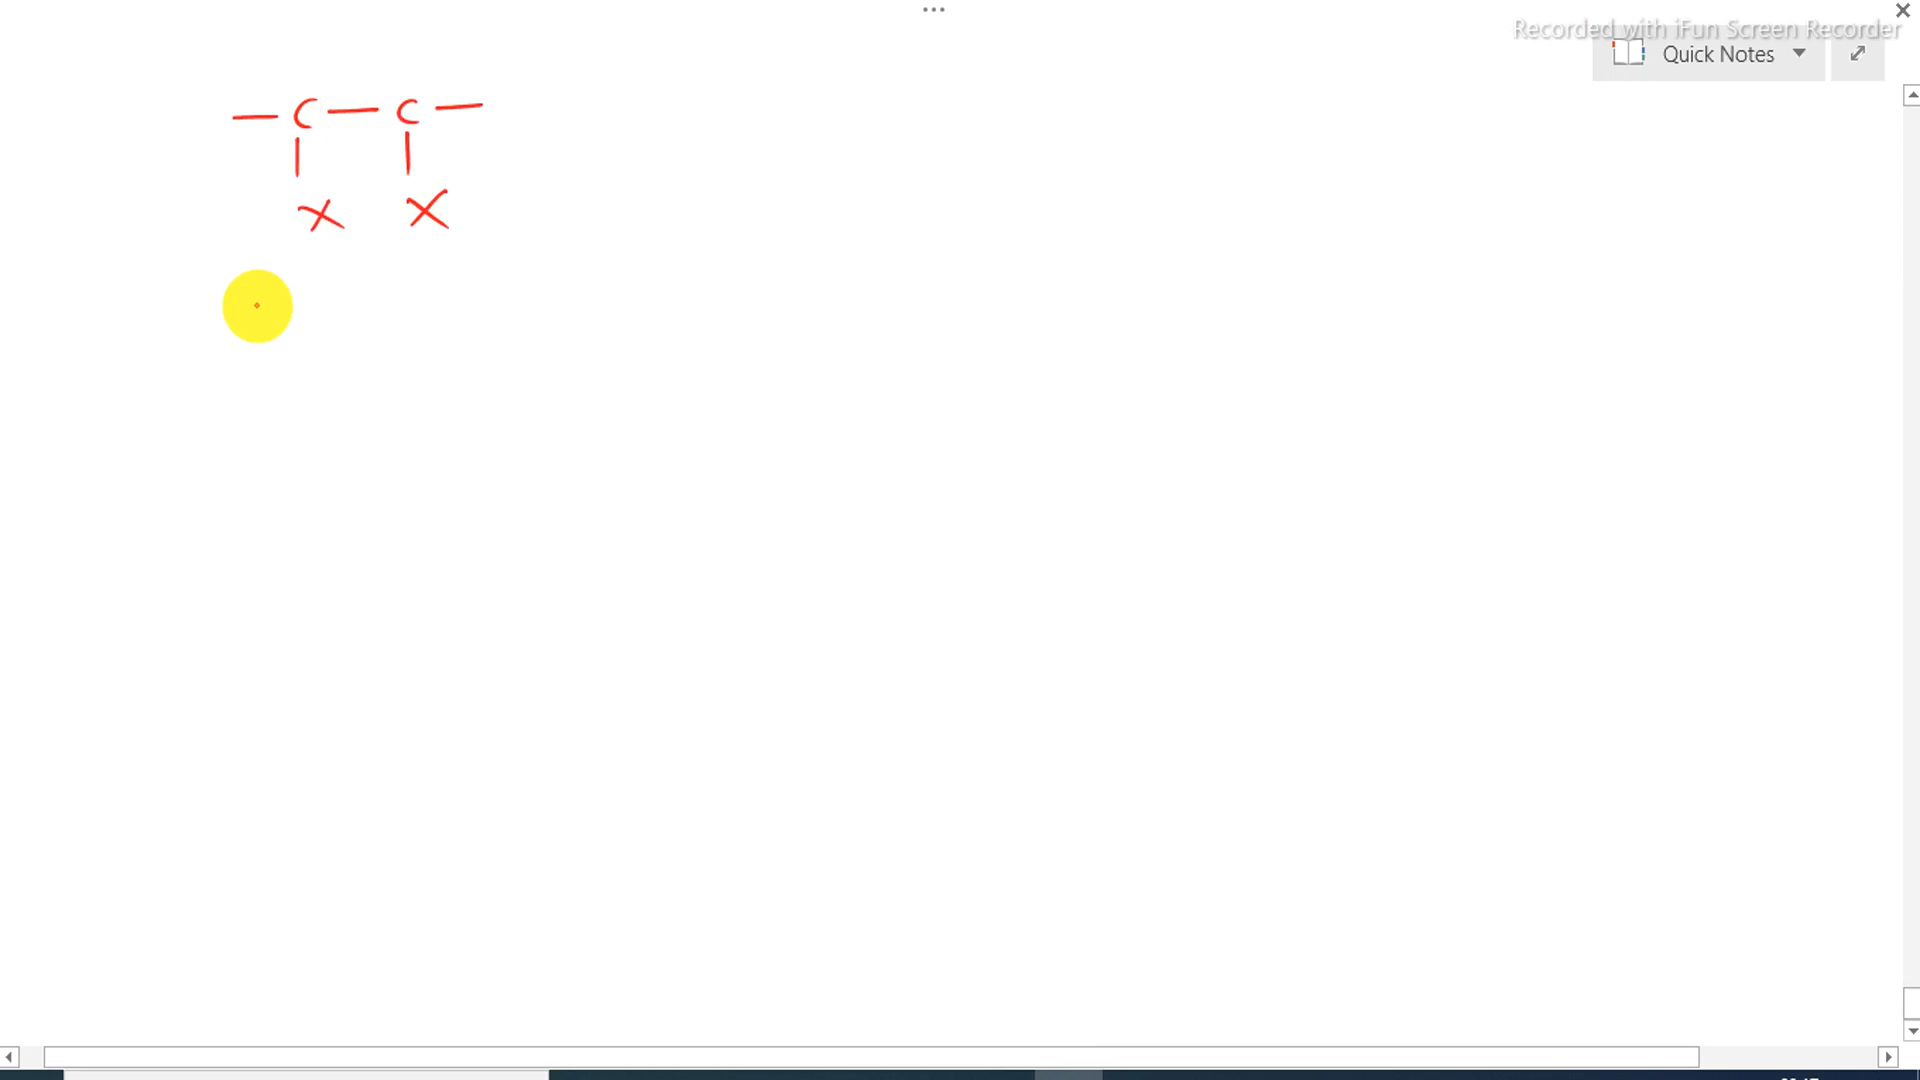 Recorded with iFun Screen Recorder
Quick Notes
— C — C —
| |
X X